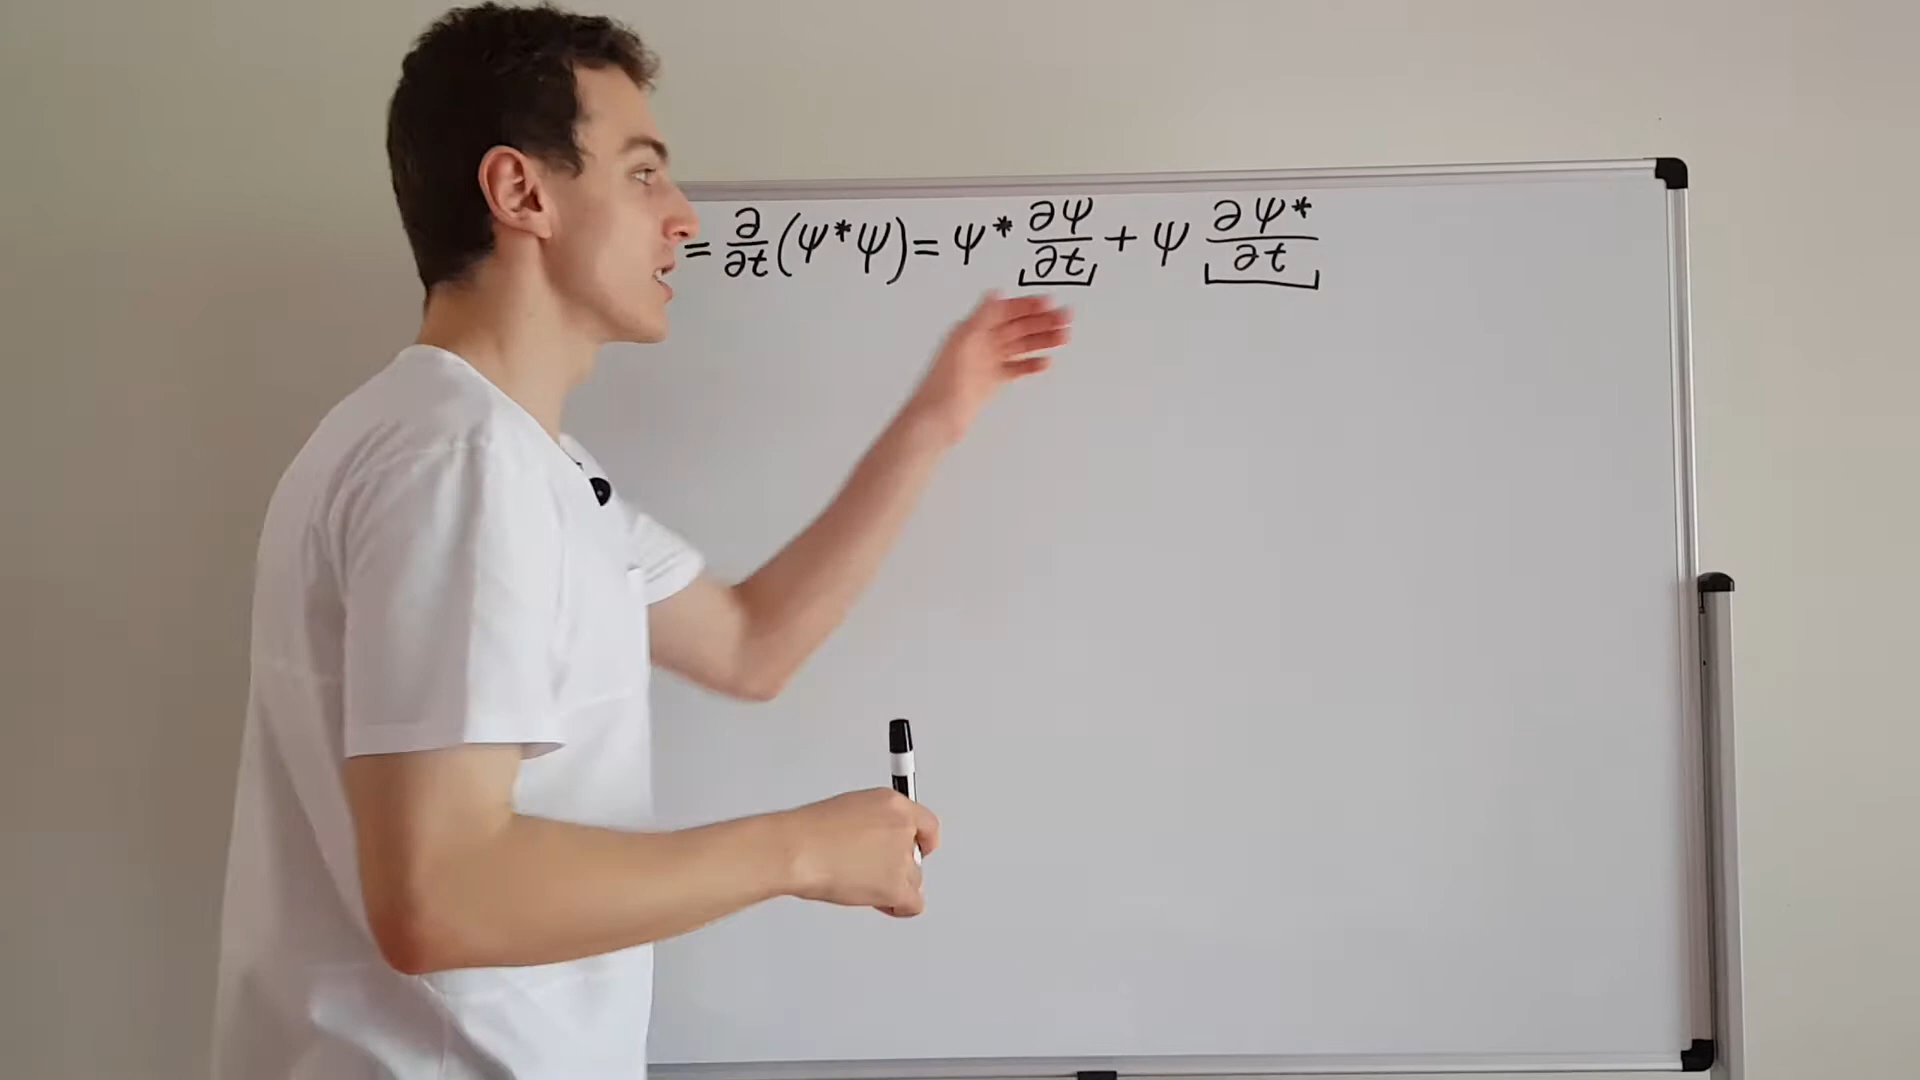 = ∂/∂t (ψ*ψ) = ψ* ∂ψ/∂t + ψ ∂ψ*/∂t